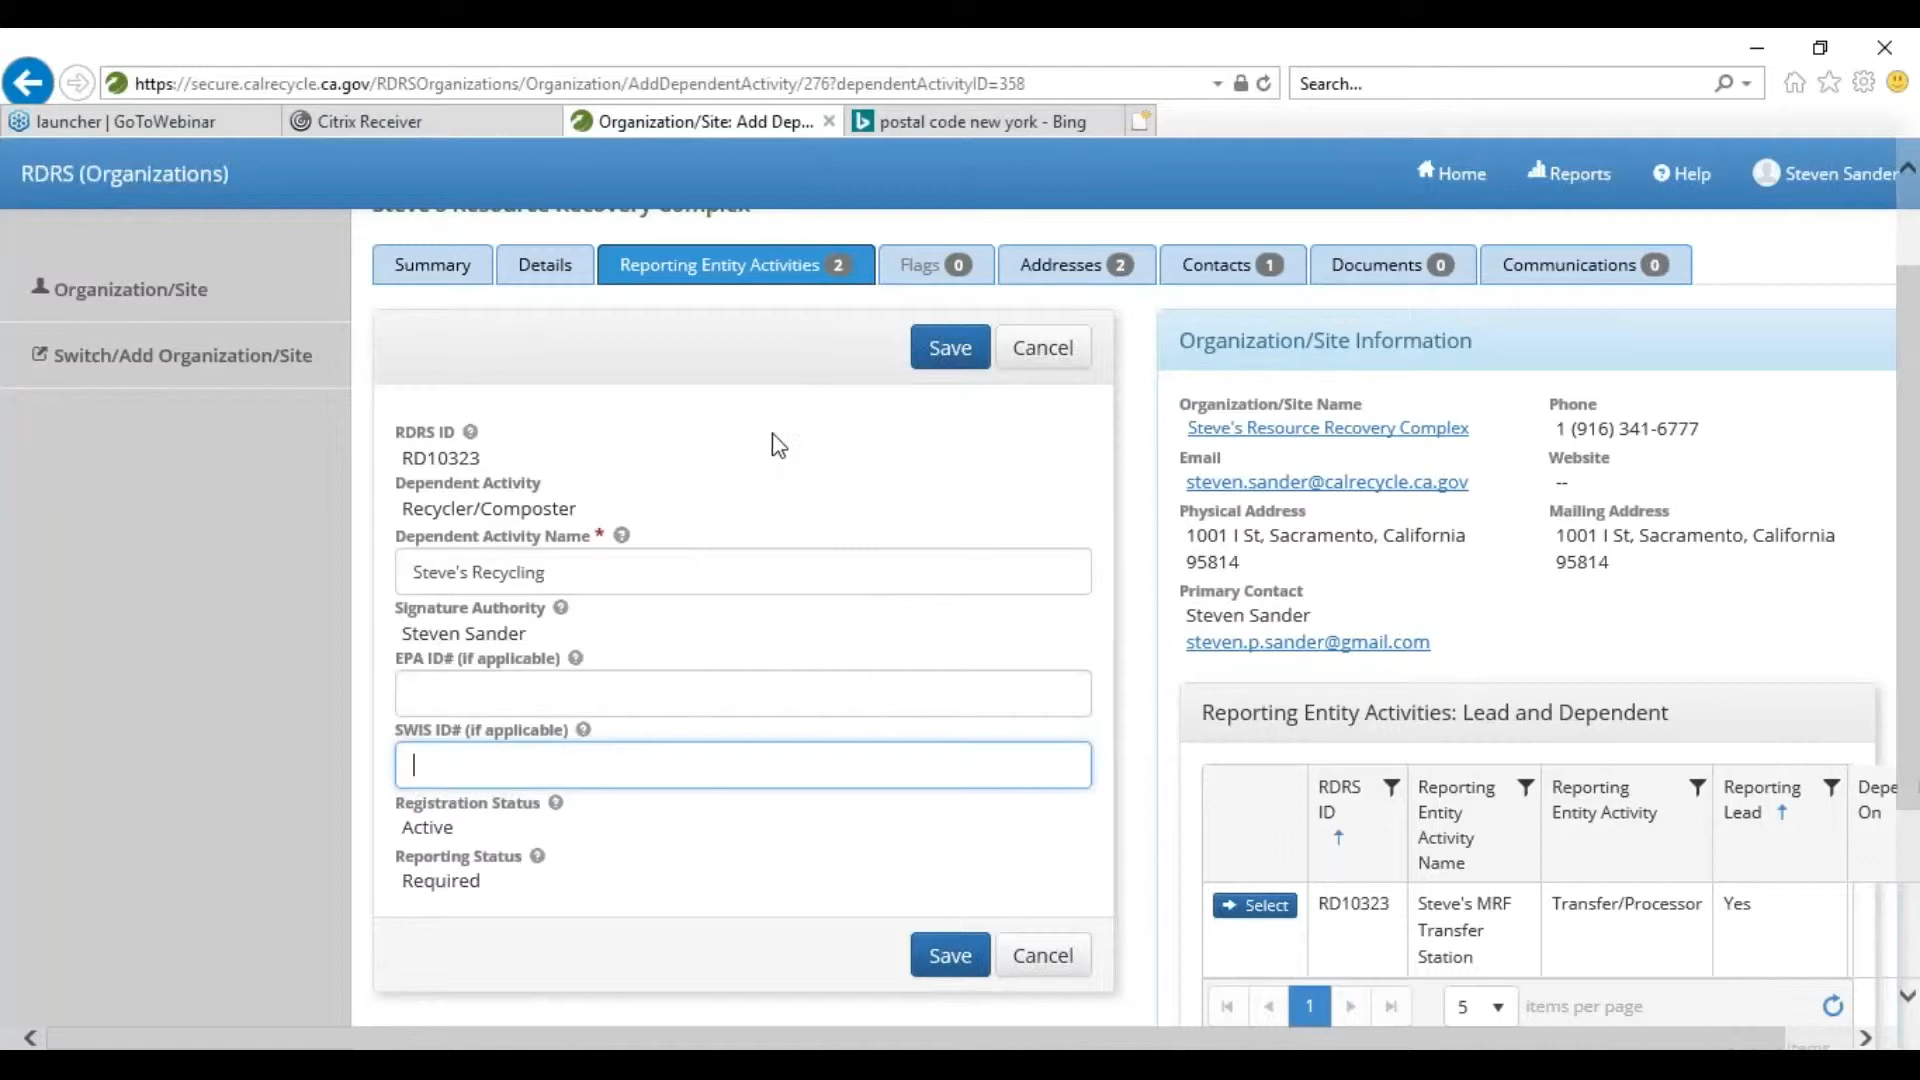 https://secure.calrecycle.ca.gov/RDRSOrganizations/Organization/AddDependentActivity/276?dependentActivityID=358
Search...
launcher | GoToWebinar
Citrix Receiver
Organization/Site: Add Dep...
postal code new york - Bing
RDRS (Organizations)
Home
Reports
Help
Steven Sander
Steve's Resource Recovery Complex
Organization/Site
Switch/Add Organization/Site
Summary
Details
Reporting Entity Activities 2
Flags 0
Addresses 2
Contacts 1
Documents 0
Communications 0
Save
Cancel
RDRS ID
RD10323
Dependent Activity
Recycler/Composter
Dependent Activity Name *
Steve's Recycling
Signature Authority
Steven Sander
EPA ID# (if applicable)
SWIS ID# (if applicable)
Registration Status
Active
Reporting Status
Required
Save
Cancel
Organization/Site Information
Organization/Site Name
Steve's Resource Recovery Complex
Phone
1 (916) 341-6777
Email
steven.sander@calrecycle.ca.gov
Website
--
Physical Address
1001 I St, Sacramento, California
95814
Mailing Address
1001 I St, Sacramento, California
95814
Primary Contact
Steven Sander
steven.p.sander@gmail.com
Reporting Entity Activities: Lead and Dependent
RDRS
ID
Reporting
Entity
Activity
Name
Reporting
Entity Activity
Reporting
Lead
Depe
On
Select
RD10323
Steve's MRF
Transfer
Station
Transfer/Processor
Yes
1
5
items per page